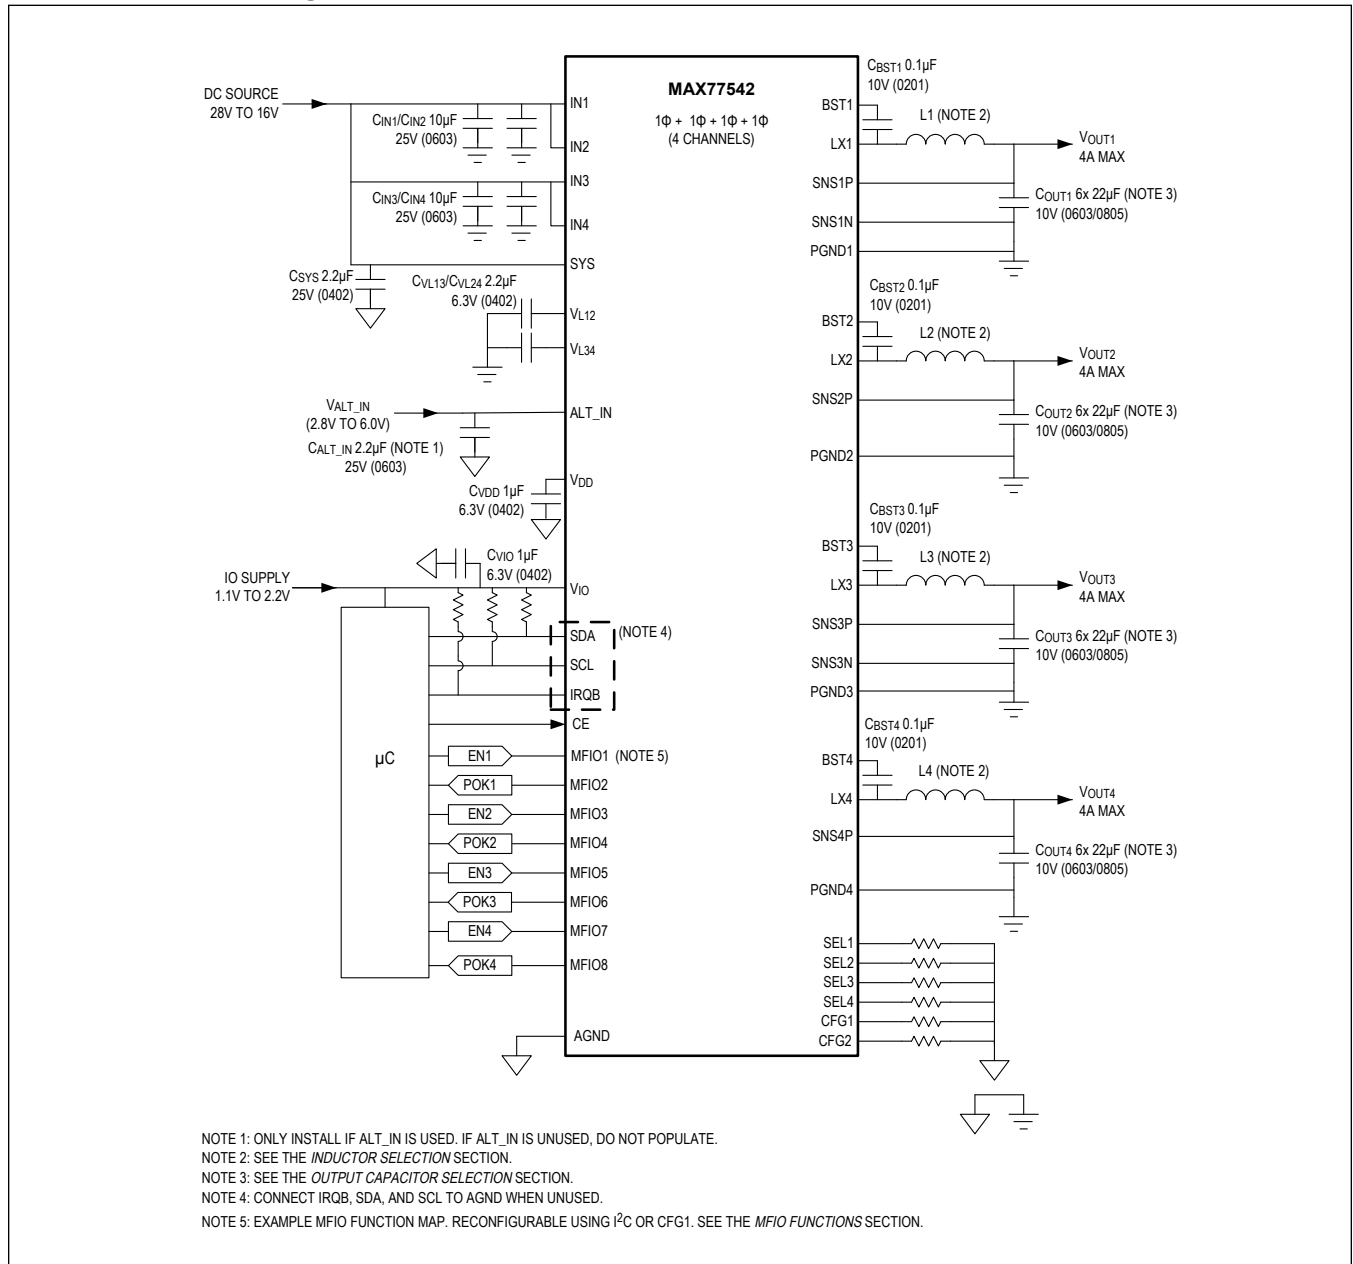 MAX77542
1Φ + 1Φ + 1Φ + 1Φ
(4 CHANNELS)
DC SOURCE
28V TO 16V
CIN1/CIN2 10µF
25V (0603)
CIN3/CIN4 10µF
25V (0603)
CSYS 2.2µF
25V (0402)
CVL13/CVL24 2.2µF
6.3V (0402)
VALT_IN
(2.8V TO 6.0V)
CALT_IN 2.2µF (NOTE 1)
25V (0603)
CVDD 1µF
6.3V (0402)
CVIO 1µF
6.3V (0402)
IO SUPPLY
1.1V TO 2.2V
µC
EN1
POK1
EN2
POK2
EN3
POK3
EN4
POK4
IN1
IN2
IN3
IN4
SYS
VL12
VL34
ALT_IN
VDD
VIO
SDA (NOTE 4)
SCL
IRQB
CE
MFIO1 (NOTE 5)
MFIO2
MFIO3
MFIO4
MFIO5
MFIO6
MFIO7
MFIO8
AGND
CBST1 0.1µF
10V (0201)
BST1
L1 (NOTE 2)
LX1
VOUT1
4A MAX
SNS1P
COUT1 6x 22µF (NOTE 3)
10V (0603/0805)
SNS1N
PGND1
CBST2 0.1µF
10V (0201)
BST2
L2 (NOTE 2)
LX2
VOUT2
4A MAX
SNS2P
COUT2 6x 22µF (NOTE 3)
10V (0603/0805)
PGND2
CBST3 0.1µF
10V (0201)
BST3
L3 (NOTE 2)
LX3
VOUT3
4A MAX
SNS3P
COUT3 6x 22µF (NOTE 3)
10V (0603/0805)
SNS3N
PGND3
CBST4 0.1µF
10V (0201)
BST4
L4 (NOTE 2)
LX4
VOUT4
4A MAX
SNS4P
COUT4 6x 22µF (NOTE 3)
10V (0603/0805)
PGND4
SEL1
SEL2
SEL3
SEL4
CFG1
CFG2
NOTE 1: ONLY INSTALL IF ALT_IN IS USED. IF ALT_IN IS UNUSED, DO NOT POPULATE.
NOTE 2: SEE THE INDUCTOR SELECTION SECTION.
NOTE 3: SEE THE OUTPUT CAPACITOR SELECTION SECTION.
NOTE 4: CONNECT IRQB, SDA, AND SCL TO AGND WHEN UNUSED.
NOTE 5: EXAMPLE MFIO FUNCTION MAP. RECONFIGURABLE USING I2C OR CFG1. SEE THE MFIO FUNCTIONS SECTION.